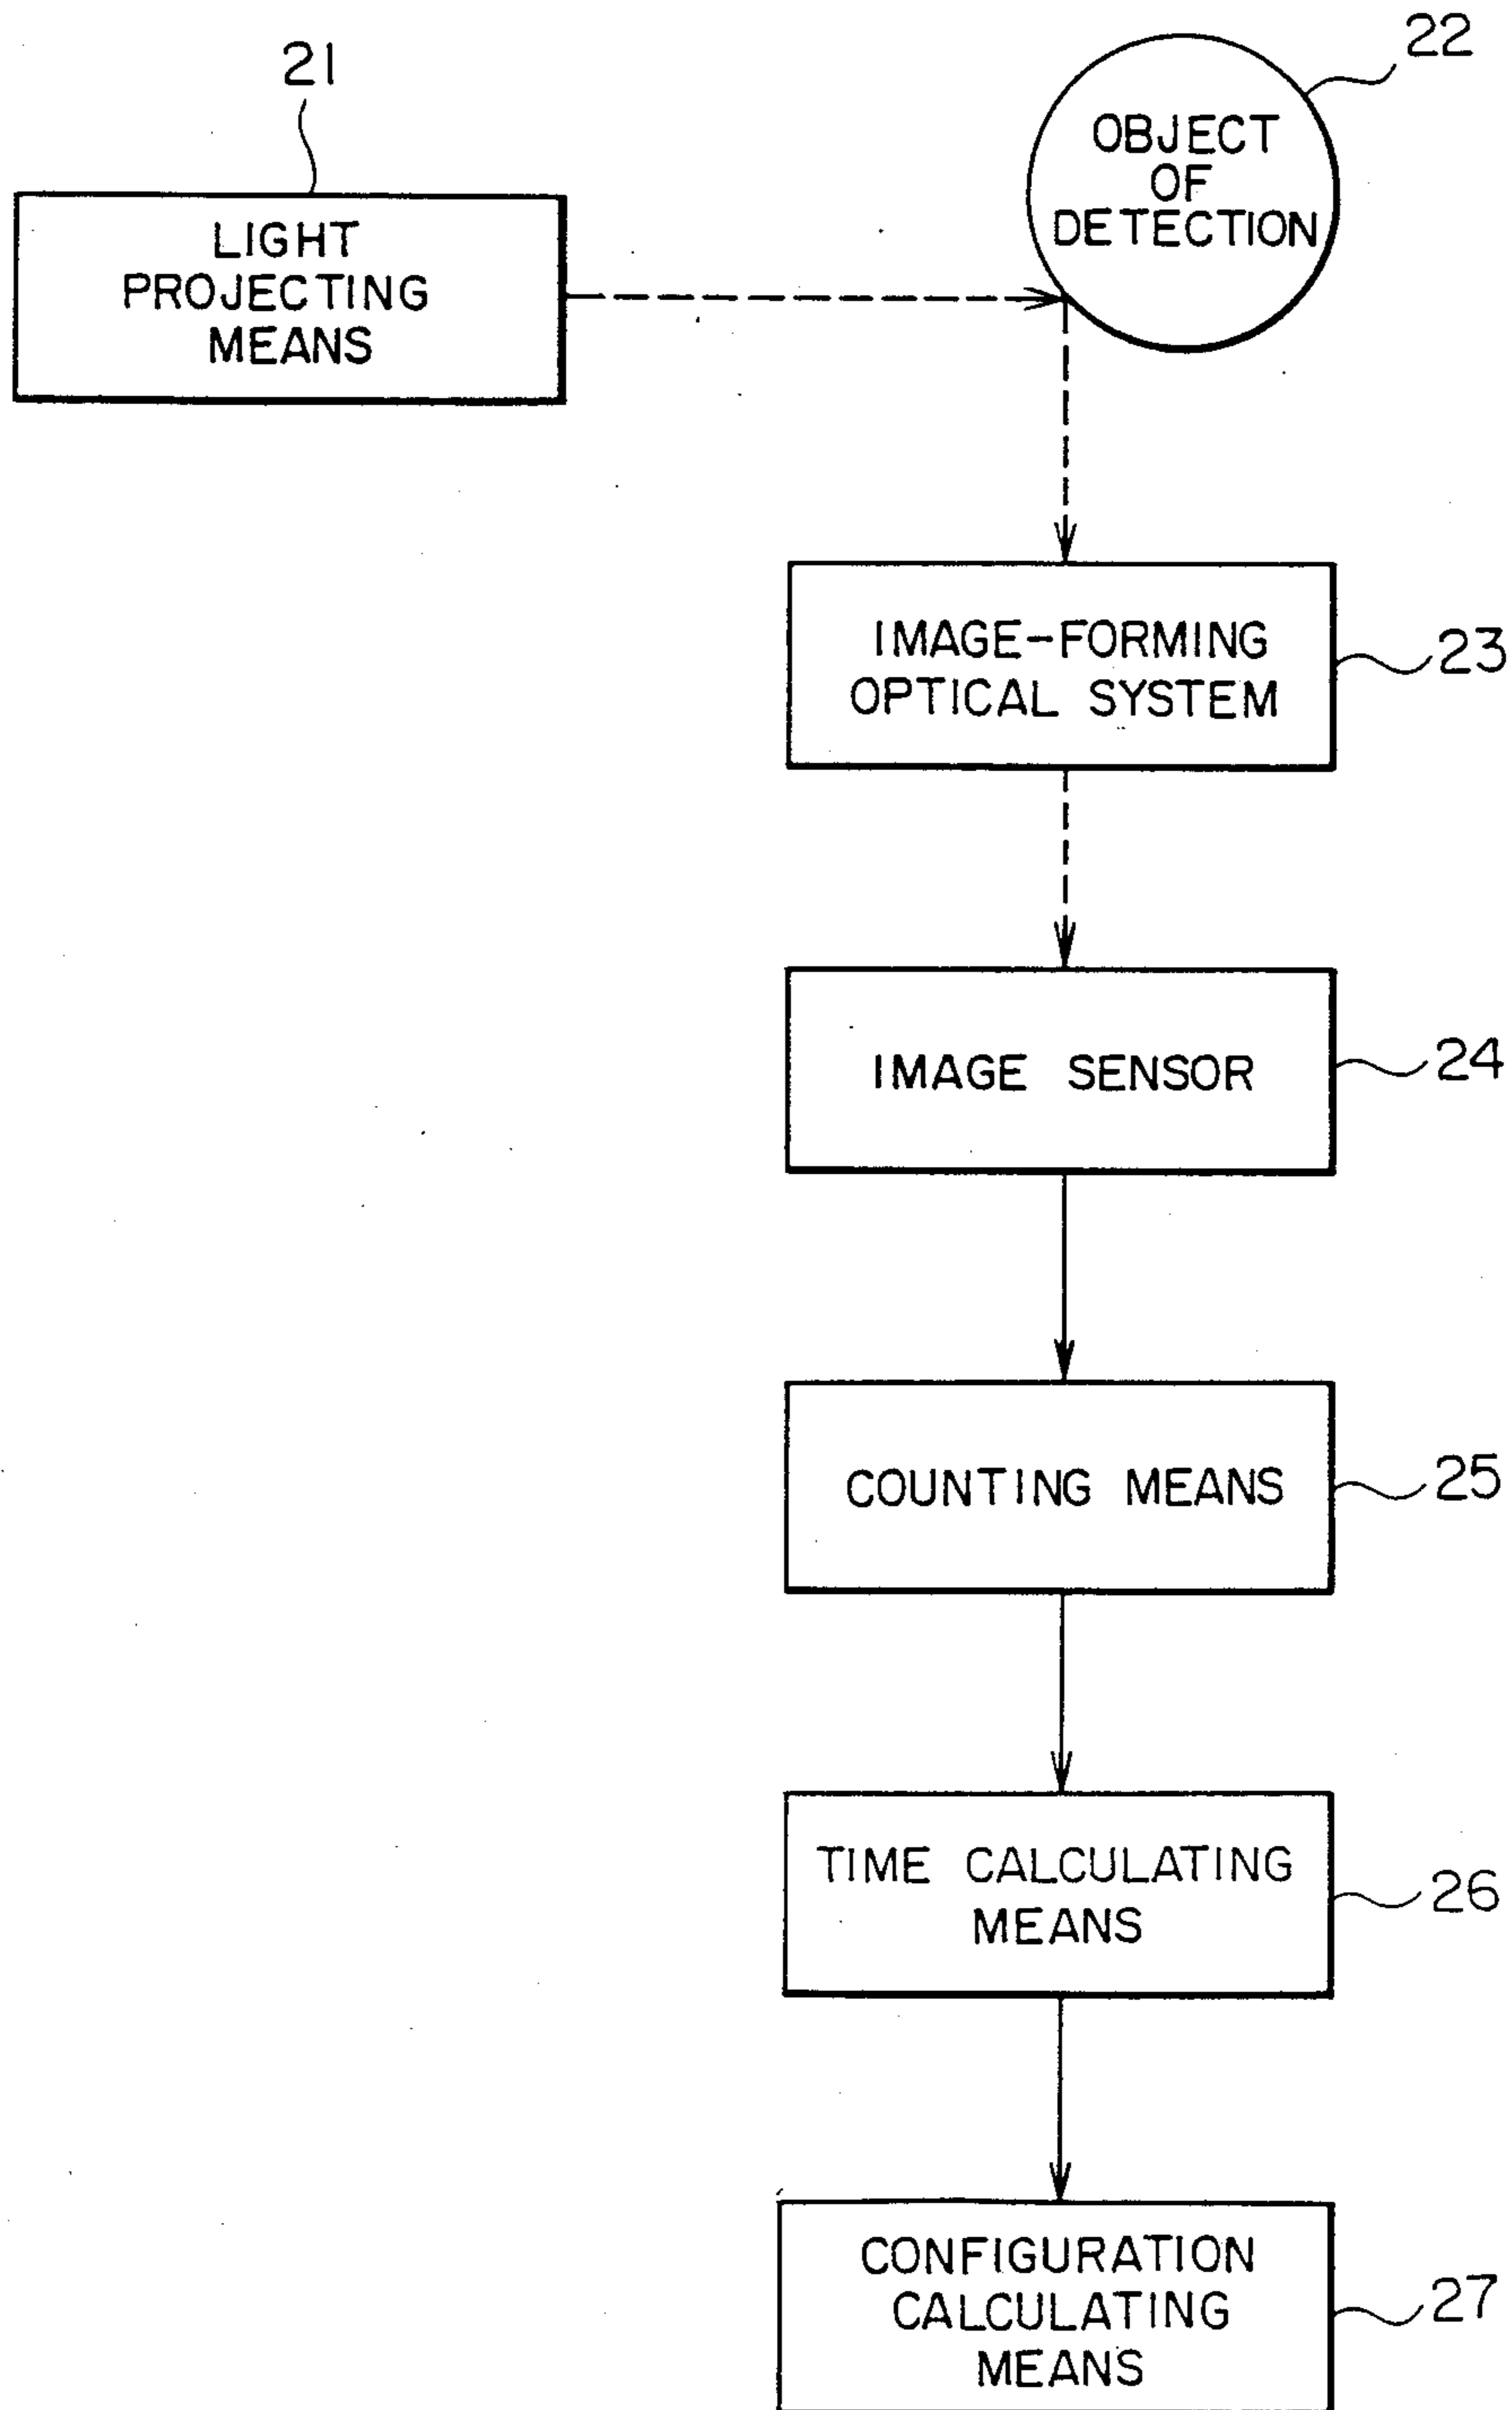 21
22
LIGHT
PROJECTING
MEANS
OBJECT
OF
DETECTION
IMAGE-FORMING
OPTICAL SYSTEM
23
IMAGE SENSOR
24
COUNTING MEANS
25
TIME CALCULATING
MEANS
26
CONFIGURATION
CALCULATING
MEANS
27